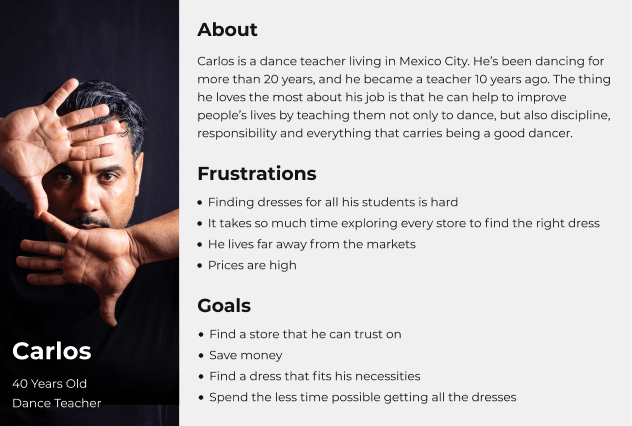 About
Carlos is a dance teacher living in Mexico City. He’s been dancing for
more than 20 years, and he became a teacher 10 years ago. The thing
he loves the most about his job is that he can help to improve
people’s lives by teaching them not only to dance, but also discipline,
responsibility and everything that carries being a good dancer.
Frustrations
• Finding dresses for all his students is hard
• It takes so much time exploring every store to find the right dress
• He lives far away from the markets
• Prices are high
Goals
• Find a store that he can trust on
• Save money
• Find a dress that fits his necessities
• Spend the less time possible getting all the dresses
Carlos
40 Years Old
Dance Teacher